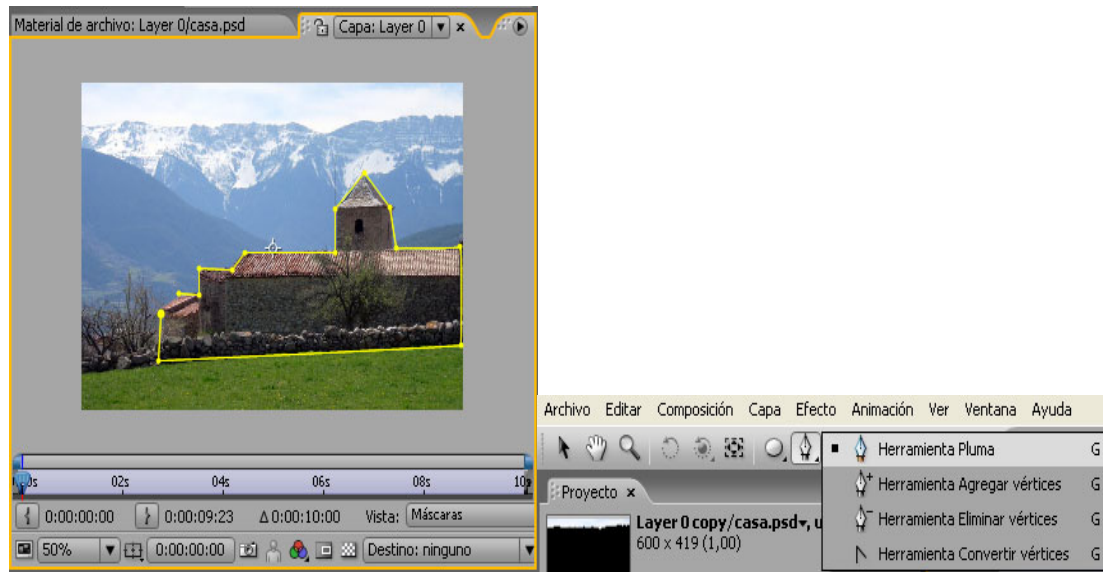 Material de archivo: Layer 0/casa.psd
Capa: Layer 0
02s 04s 06s 08s
0:00:00:00 0:00:09:23 Δ 0:00:10:00 Vista: Máscaras
50% 0:00:00:00 Destino: ninguno
Archivo Editar Composición Capa Efecto Animación Ver Ventana Ayuda
Herramienta Pluma G
Herramienta Agregar vértices G
Herramienta Eliminar vértices G
Herramienta Convertir vértices G
Proyecto
Layer 0 copy/casa.psd, u
600 x 419 (1,00)